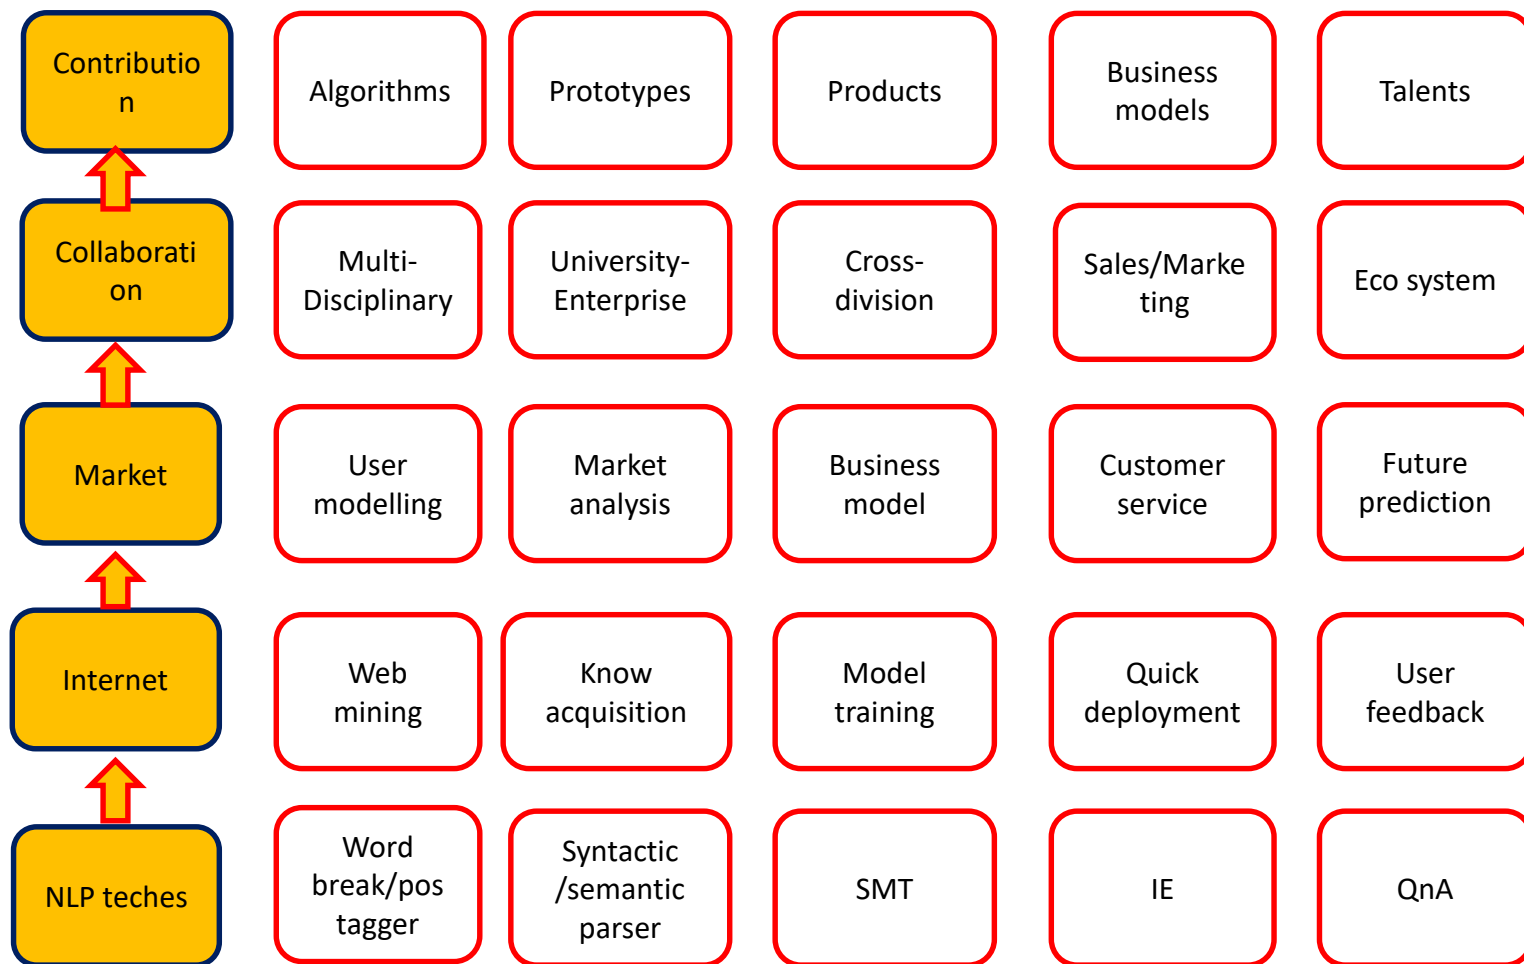 Contributio
n
Algorithms
Prototypes
Products
Business
models
Talents
Collaborati
on
Multi-
Disciplinary
University-
Enterprise
Cross-
division
Sales/Marke
ting
Eco system
Market
User
modelling
Market
analysis
Business
model
Customer
service
Future
prediction
Internet
Web
mining
Know
acquisition
Model
training
Quick
deployment
User
feedback
NLP teches
Word
break/pos
tagger
Syntactic
/semantic
parser
SMT
IE
QnA